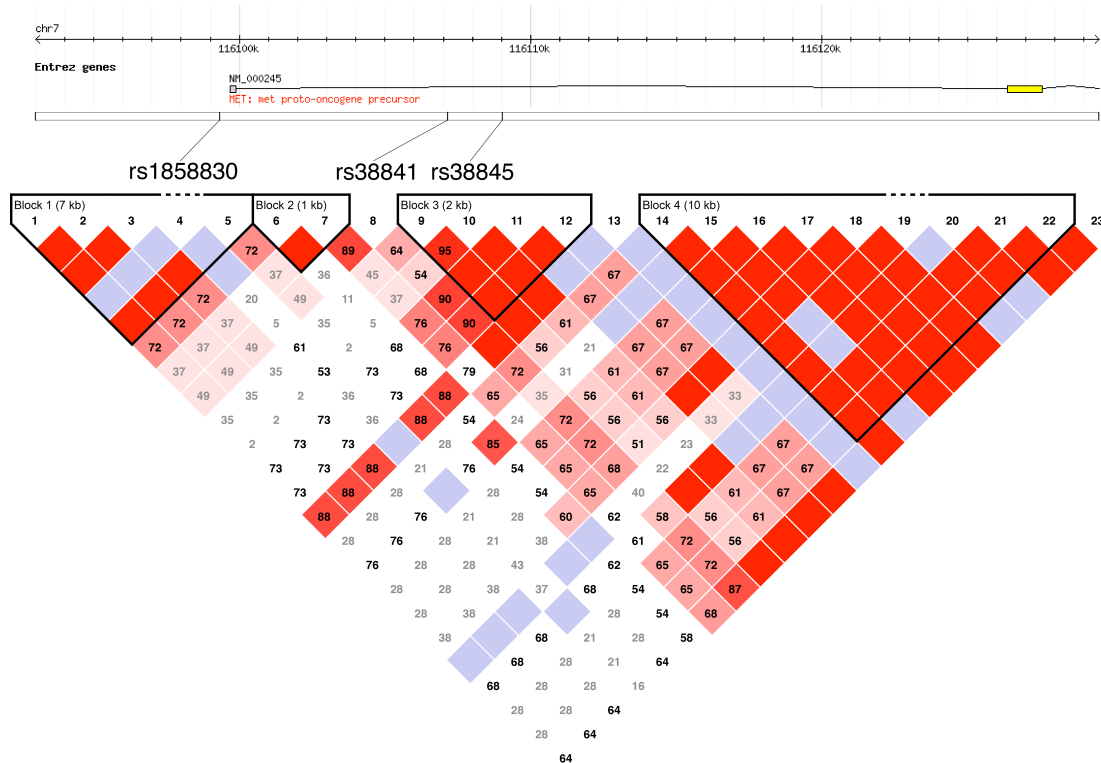 chr7
116100k 116110k 116120k
Entrez genes
NM_000245
MET: met proto-oncogene precursor
rs1858830 rs38841 rs38845
Block 1 (7 kb) Block 2 (1 kb) Block 3 (2 kb) Block 4 (10 kb)
1 2 3 4 5 6 7 8 9 10 11 12 13 14 15 16 17 18 19 20 21 22 23
72 89 64 95
37 36 45 54 67
72 20 49 11 37 90 67
72 37 5 35 5 76 90 61 67
72 37 49 61 2 68 76 56 21 67 67
37 49 35 53 73 68 79 72 31 61 67
49 35 2 36 73 88 65 35 56 61 33
35 2 73 36 88 54 24 72 56 56 33
2 73 73 28 85 65 72 51 23 67
73 73 88 21 76 54 65 68 22 67 67
73 88 28 28 54 65 40 61 67
88 28 76 21 28 60 62 58 56 61
28 76 28 21 38 61 72 56
76 28 28 43 62 65 72
28 28 38 37 68 54 65 87
28 38 28 54 68
38 68 21 28 58
68 28 21 64
68 28 28 16
28 28 64
28 64
64